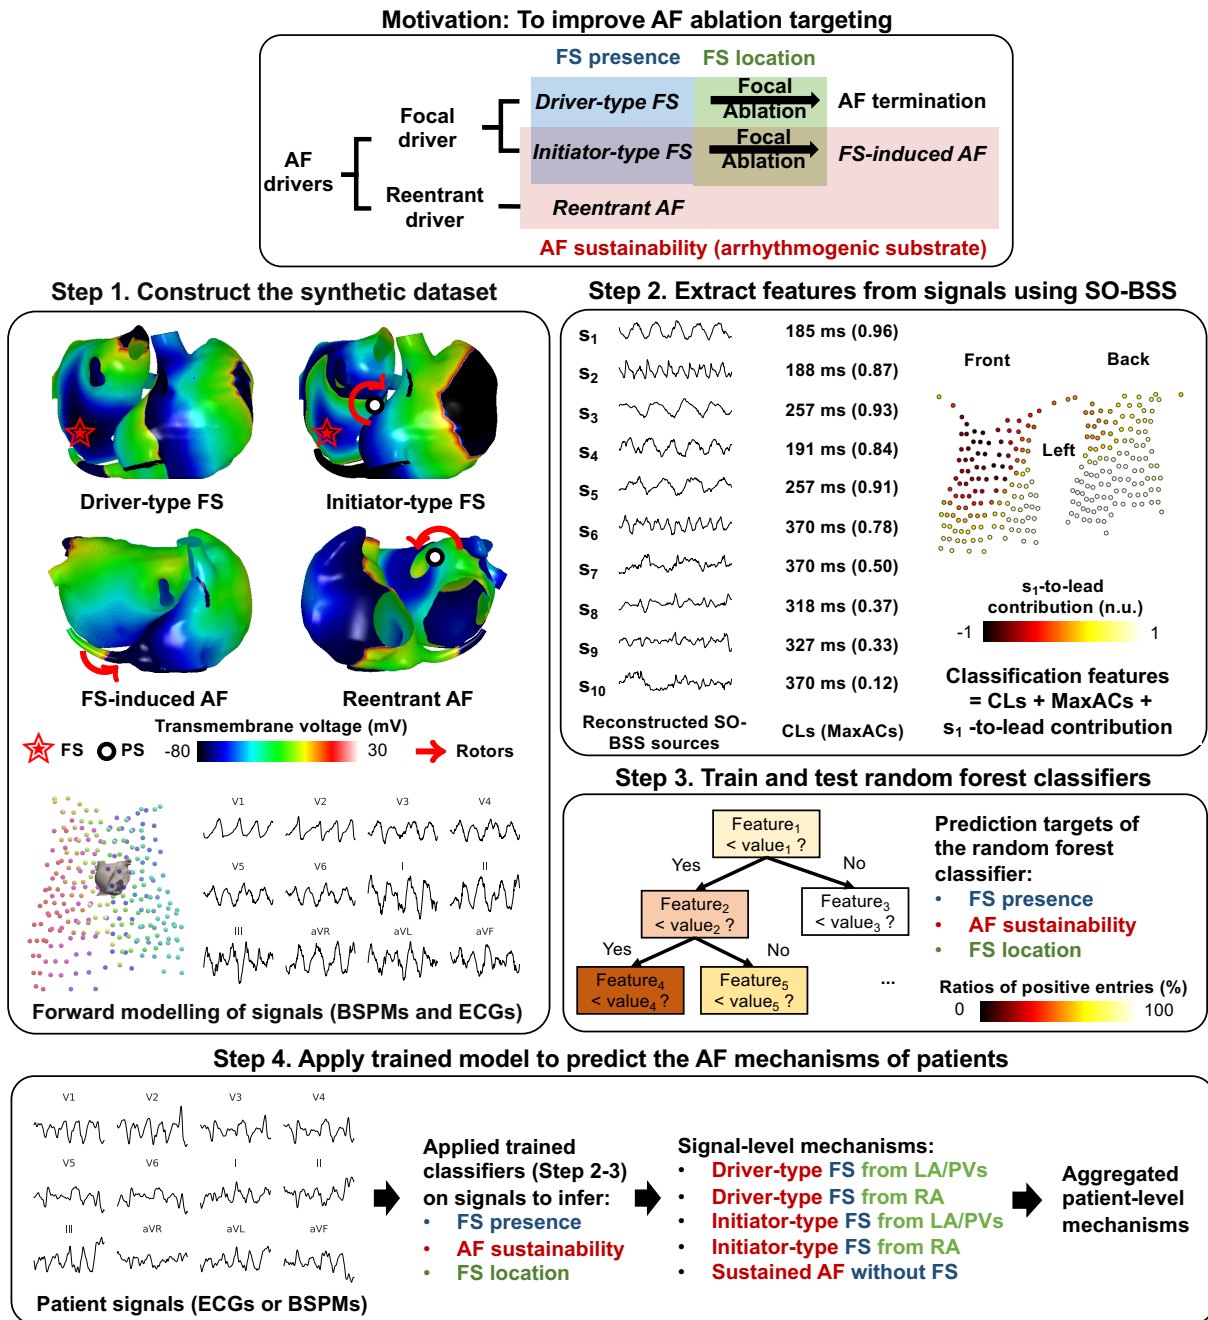 Motivation: To improve AF ablation targeting
FS presence
FS location
AF drivers
Focal driver
Reentrant driver
Driver-type FS
Focal Ablation
AF termination
Initiator-type FS
Focal Ablation
FS-induced AF
Reentrant AF
AF sustainability (arrhythmogenic substrate)
Step 1. Construct the synthetic dataset
Driver-type FS
Initiator-type FS
FS-induced AF
Reentrant AF
Transmembrane voltage (mV)
FS
PS
-80
30
Rotors
V1
V2
V3
V4
V5
V6
I
II
III
aVR
aVL
aVF
Forward modelling of signals (BSPMs and ECGs)
Step 2. Extract features from signals using SO-BSS
s1 185 ms (0.96)
s2 188 ms (0.87)
s3 257 ms (0.93)
s4 191 ms (0.84)
s5 257 ms (0.91)
s6 370 ms (0.78)
s7 370 ms (0.50)
s8 318 ms (0.37)
s9 327 ms (0.33)
s10 370 ms (0.12)
Reconstructed SO-
BSS sources
CLs (MaxACs)
Front
Back
Left
s1-to-lead
contribution (n.u.)
-1
1
Classification features
= CLs + MaxACs +
s1 -to-lead contribution
Step 3. Train and test random forest classifiers
Feature1
< value1 ?
Yes
No
Feature2
< value2 ?
Feature3
< value3 ?
Yes
No
Feature4
< value4 ?
Feature5
< value5 ?
...
Prediction targets of
the random forest
classifier:
• FS presence
• AF sustainability
• FS location
Ratios of positive entries (%)
0
100
Step 4. Apply trained model to predict the AF mechanisms of patients
V1
V2
V3
V4
V5
V6
I
II
III
aVR
aVL
aVF
Patient signals (ECGs or BSPMs)
Applied trained
classifiers (Step 2-3)
on signals to infer:
• FS presence
• AF sustainability
• FS location
Signal-level mechanisms:
• Driver-type FS from LA/PVs
• Driver-type FS from RA
• Initiator-type FS from LA/PVs
• Initiator-type FS from RA
• Sustained AF without FS
Aggregated
patient-level
mechanisms